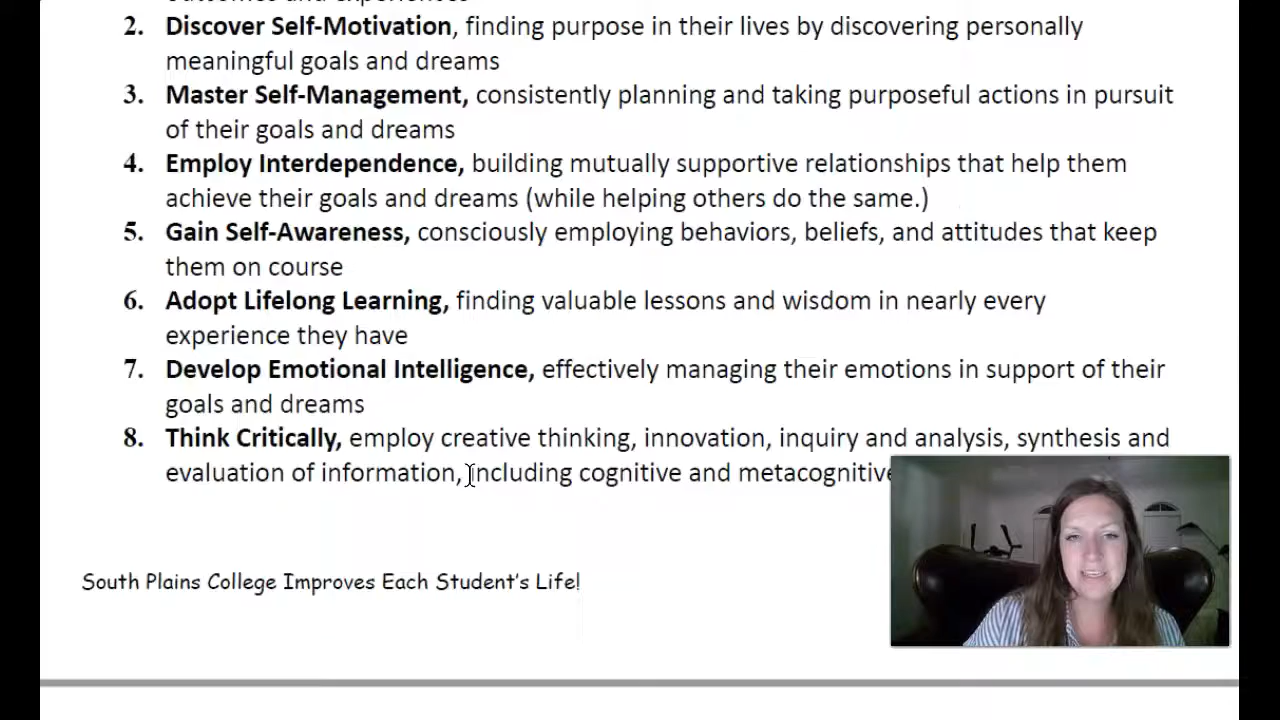 2. Discover Self-Motivation, finding purpose in their lives by discovering personally
meaningful goals and dreams
3. Master Self-Management, consistently planning and taking purposeful actions in pursuit
of their goals and dreams
4. Employ Interdependence, building mutually supportive relationships that help them
achieve their goals and dreams (while helping others do the same.)
5. Gain Self-Awareness, consciously employing behaviors, beliefs, and attitudes that keep
them on course
6. Adopt Lifelong Learning, finding valuable lessons and wisdom in nearly every
experience they have
7. Develop Emotional Intelligence, effectively managing their emotions in support of their
goals and dreams
8. Think Critically, employ creative thinking, innovation, inquiry and analysis, synthesis and
evaluation of information, including cognitive and metacognitive
South Plains College Improves Each Student's Life!